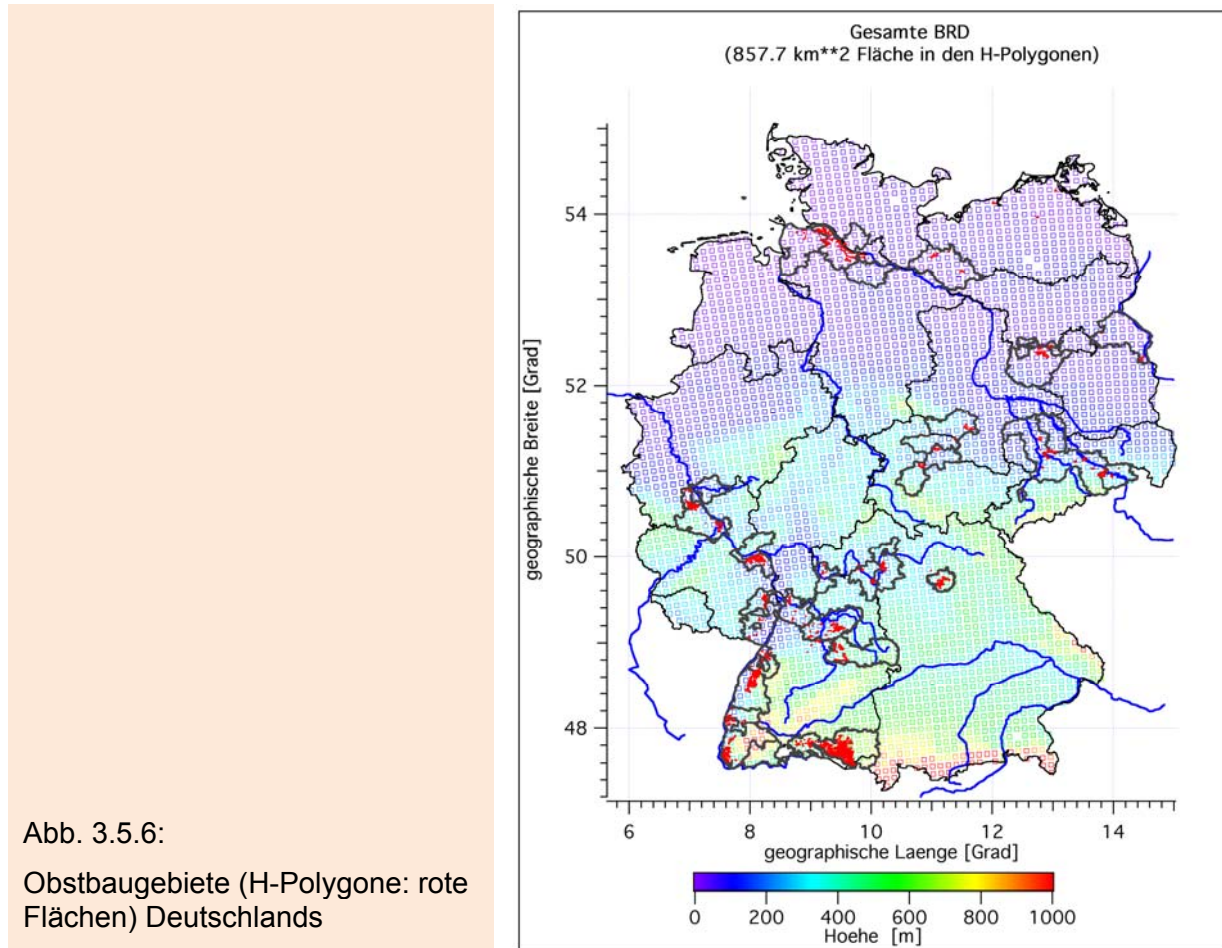 Abb. 3.5.6:
Obstbaugebiete (H-Polygone: rote
Flächen) Deutschlands
Gesamte BRD
(857.7 km**2 Fläche in den H-Polygonen)
geographische Breite [Grad]
54
52
50
48
6 8 10 12 14
geographische Laenge [Grad]
0 200 400 600 800 1000
Hoehe [m]